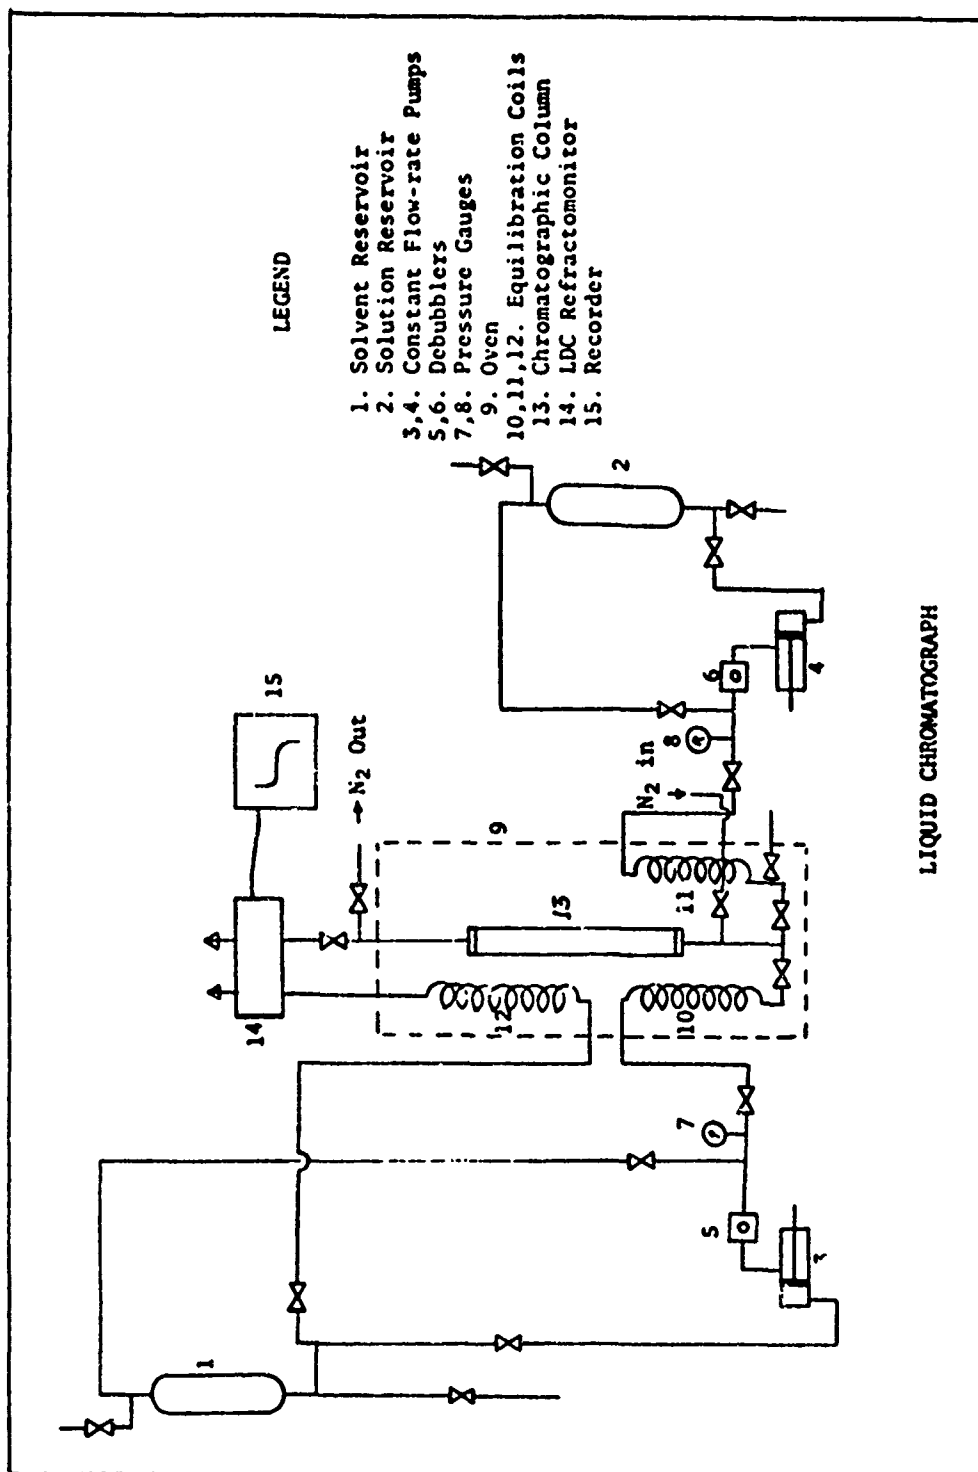 LEGEND
1. Solvent Reservoir
2. Solution Reservoir
3,4. Constant Flow-rate Pumps
5,6. Debubblers
7,8. Pressure Gauges
9. Oven
10,11,12. Equilibration Coils
13. Chromatographic Column
14. LDC Refractomonitor
15. Recorder
15
14
N2 Out
9
13
12
10
11
N2 in
8
6
4
2
7
5
3
1
LIQUID CHROMATOGRAPH